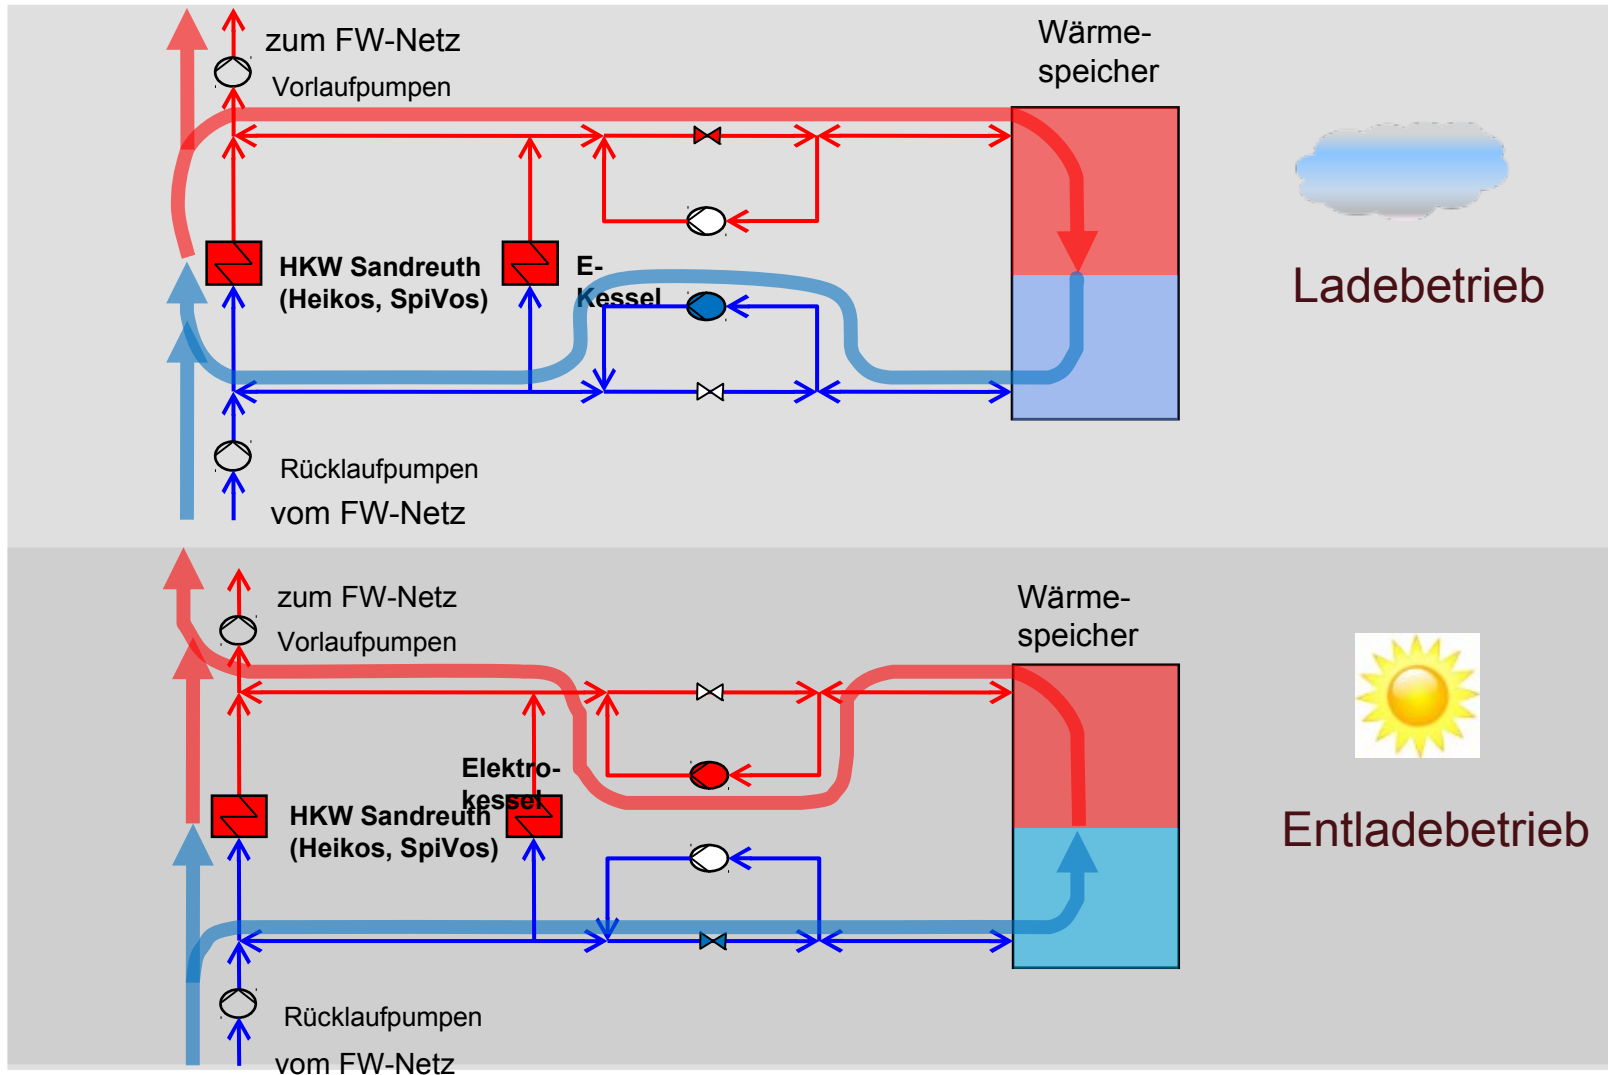 zum FW-Netz
Vorlaufpumpen
Wärme-
speicher
HKW Sandreuth
(Heikos, SpiVos)
E-
Kessel
Ladebetrieb
Rücklaufpumpen
vom FW-Netz
zum FW-Netz
Vorlaufpumpen
Wärme-
speicher
Elektro-
kessel
HKW Sandreuth
(Heikos, SpiVos)
Entladebetrieb
Rücklaufpumpen
vom FW-Netz